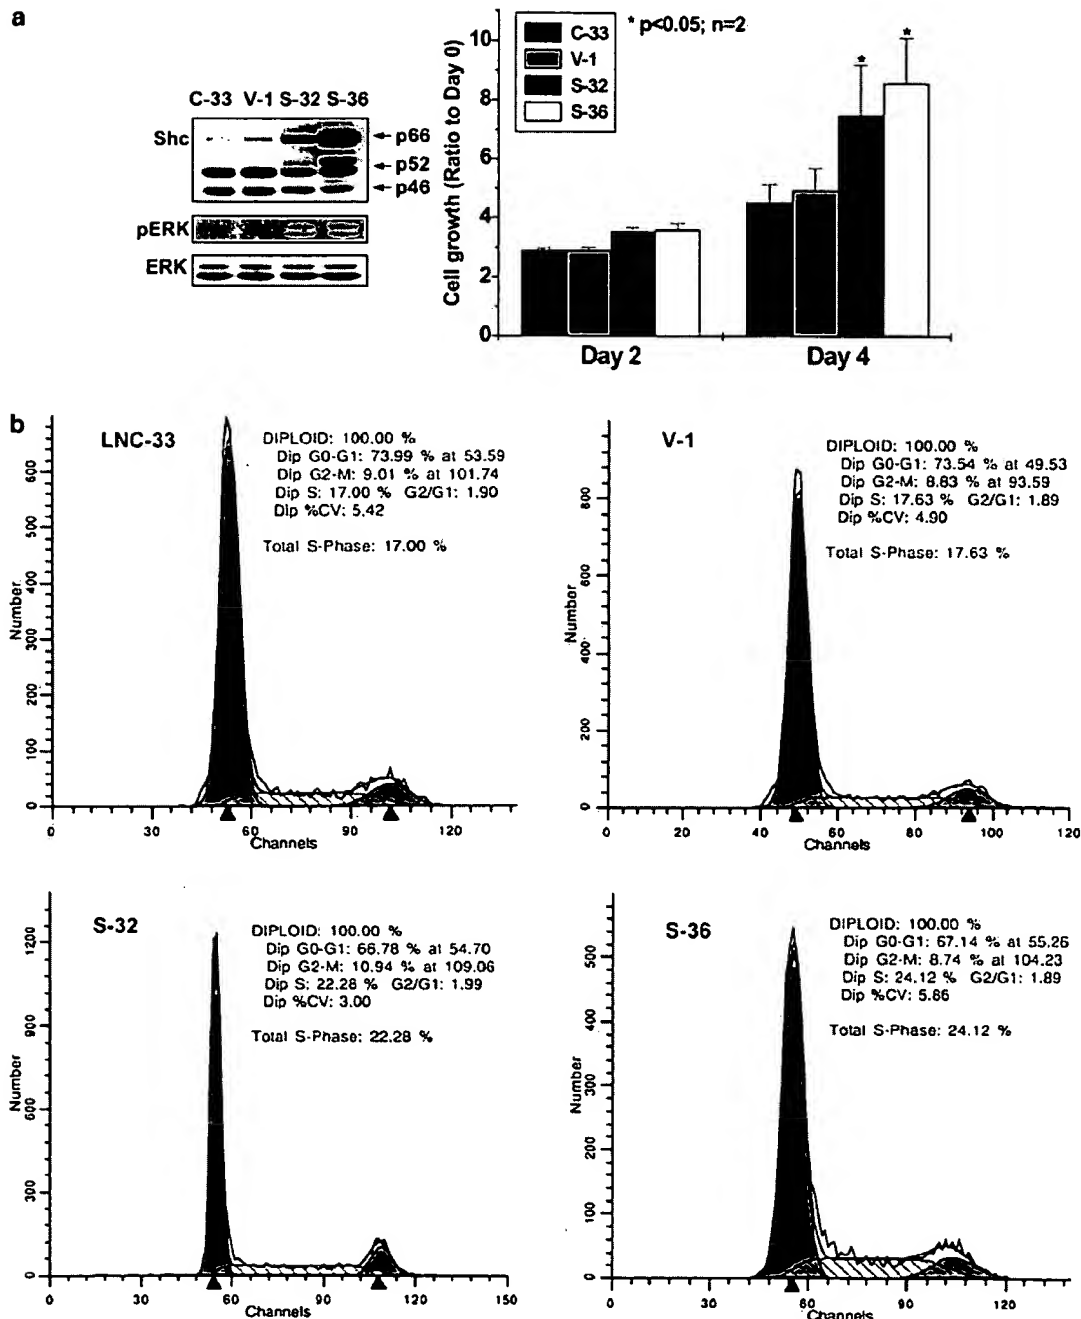 a
C-33 V-1 S-32 S-36
Shc
p66
p52
p46
pERK
ERK
Cell growth (Ratio to Day 0)
10
8
6
4
2
0
C-33
V-1
S-32
S-36
* p<0.05; n=2
*
*
Day 2
Day 4
b
LNC-33
DIPLOID: 100.00 %
Dip G0-G1: 73.99 % at 53.59
Dip G2-M: 9.01 % at 101.74
Dip S: 17.00 % G2/G1: 1.90
Dip %CV: 5.42
Total S-Phase: 17.00 %
Number
600
500
400
300
200
100
0
0 30 60 90 120
Channels
V-1
DIPLOID: 100.00 %
Dip G0-G1: 73.54 % at 49.53
Dip G2-M: 8.83 % at 93.59
Dip S: 17.63 % G2/G1: 1.89
Dip %CV: 4.90
Total S-Phase: 17.63 %
Number
800
600
400
200
0
0 20 40 60 80 100 120
Channels
S-32
DIPLOID: 100.00 %
Dip G0-G1: 66.78 % at 54.70
Dip G2-M: 10.94 % at 109.06
Dip S: 22.28 % G2/G1: 1.99
Dip %CV: 3.00
Total S-Phase: 22.28 %
Number
1200
900
600
300
0
0 30 60 90 120 150
Channels
S-36
DIPLOID: 100.00 %
Dip G0-G1: 67.14 % at 55.26
Dip G2-M: 8.74 % at 104.23
Dip S: 24.12 % G2/G1: 1.89
Dip %CV: 5.86
Total S-Phase: 24.12 %
Number
500
400
300
200
100
0
0 30 60 90 120
Channels